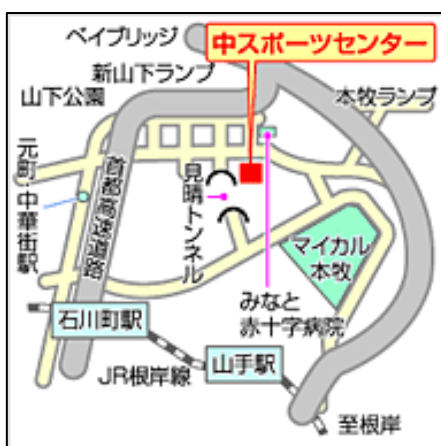 ベイブリッジ
中スポーツセンター
新山下ランプ
山下公園
本牧ランプ
元町・中華街駅
首都高速道路
見晴トンネル
マイカル
本牧
みなと
赤十字病院
石川町駅
JR根岸線
山手駅
至根岸